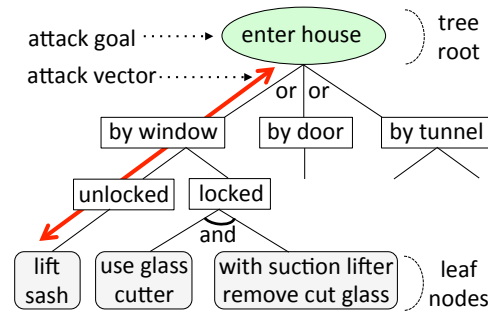 attack goal
enter house
tree
root
attack vector
or or
by window
by door
by tunnel
unlocked
locked
and
lift
sash
use glass
cutter
with suction lifter
remove cut glass
leaf
nodes